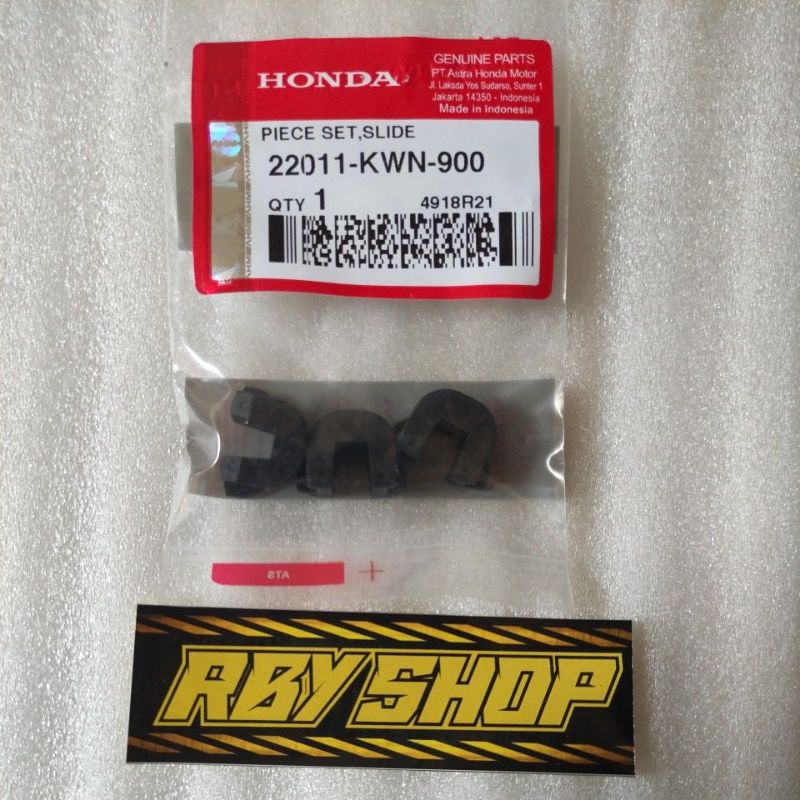 GENUINE PARTS
PT.Astra Honda Motor
Jl. Laksda Yos Sudarso, Sunter 1
Jakarta 14350 - Indonesia
Made in Indonesia
HONDA
PIECE SET,SLIDE
22011-KWN-900
QTY 1 4918R21
ATS
RBY SHOP